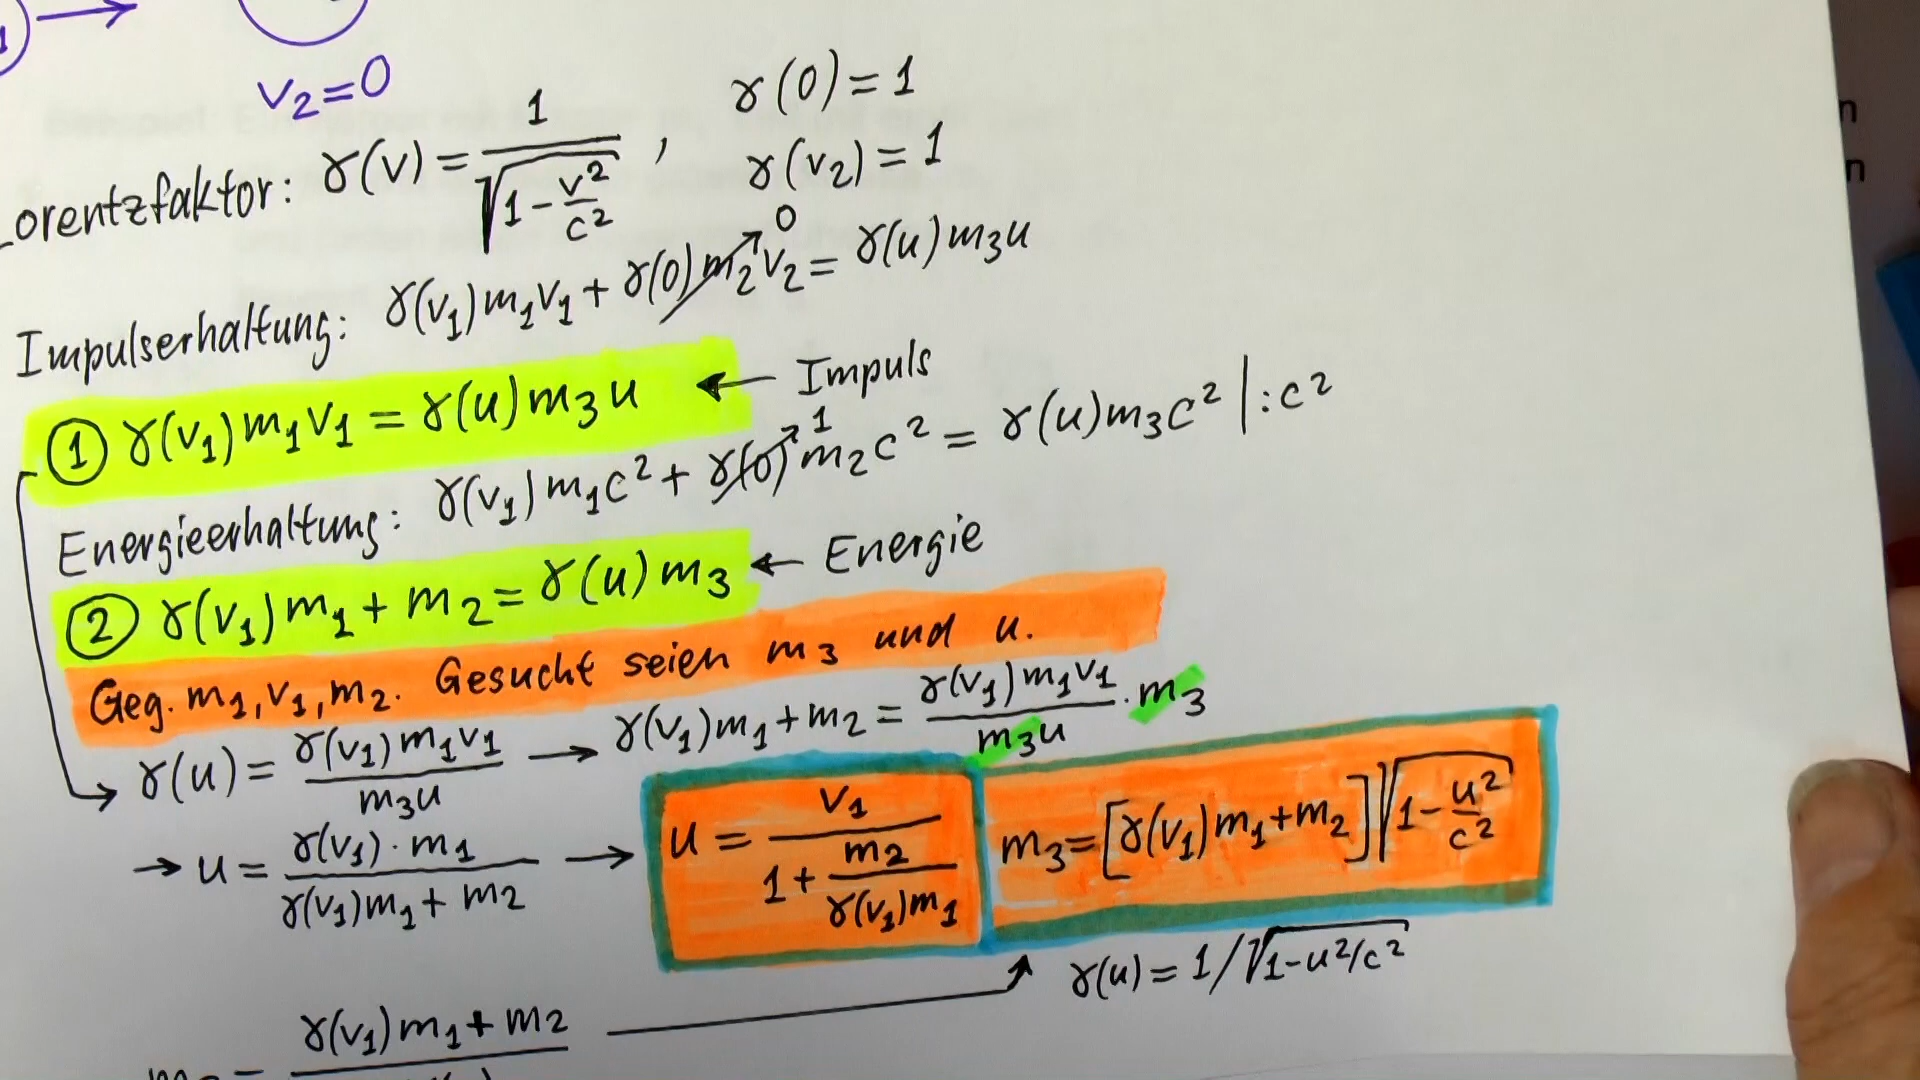 1
v₂=0
Lorentzfaktor: γ(v) = 1/√(1-v²/c²) , γ(0) = 1
γ(v₂) = 1
Impulserhaltung: γ(v₁)m₁v₁ + γ(0)m₂v₂ = γ(u)m₃u
0
① γ(v₁)m₁v₁ = γ(u)m₃u ← Impuls
Energieerhaltung: γ(v₁)m₁c² + γ(0)m₂c² = γ(u)m₃c² | :c²
1
② γ(v₁)m₁ + m₂ = γ(u)m₃ ← Energie
Geg. m₁, v₁, m₂. Gesucht seien m₃ und u.
→ γ(u) = γ(v₁)m₁v₁/(m₃u) → γ(v₁)m₁ + m₂ = γ(v₁)m₁v₁/(m₃u) · m₃
→ u = γ(v₁)·m₁/(γ(v₁)m₁ + m₂) → u = v₁/(1 + m₂/(γ(v₁)m₁))
m₃ = [γ(v₁)m₁ + m₂]√(1-u²/c²)
γ(u) = 1/√(1-u²/c²)
γ(v₁)m₁ + m₂